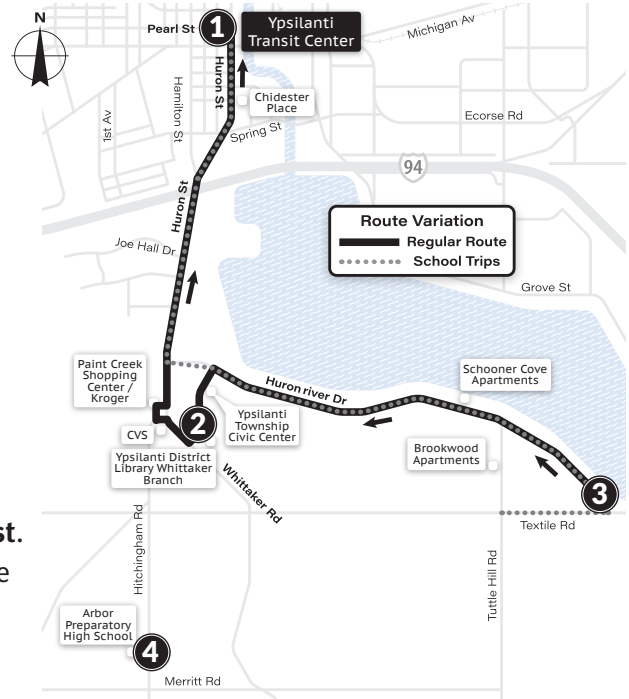 N
Pearl St
1
Ypsilanti
Transit Center
Michigan Av
Huron St
Hamilton St
1st Av
Chidester
Place
Spring St
Ecorse Rd
94
Huron St
Route Variation
Regular Route
School Trips
Joe Hall Dr
Grove St
Paint Creek
Shopping
Center /
Kroger
Schooner Cove
Apartments
Huron river Dr
2
Ypsilanti
Township
Civic Center
CVS
Brookwood
Apartments
Ypsilanti District
Library Whittaker
Branch
Whittaker Rd
3
st.
e
Textile Rd
Hitchingham Rd
Tuttle Hill Rd
Arbor
Preparatory
High School
4
Merritt Rd